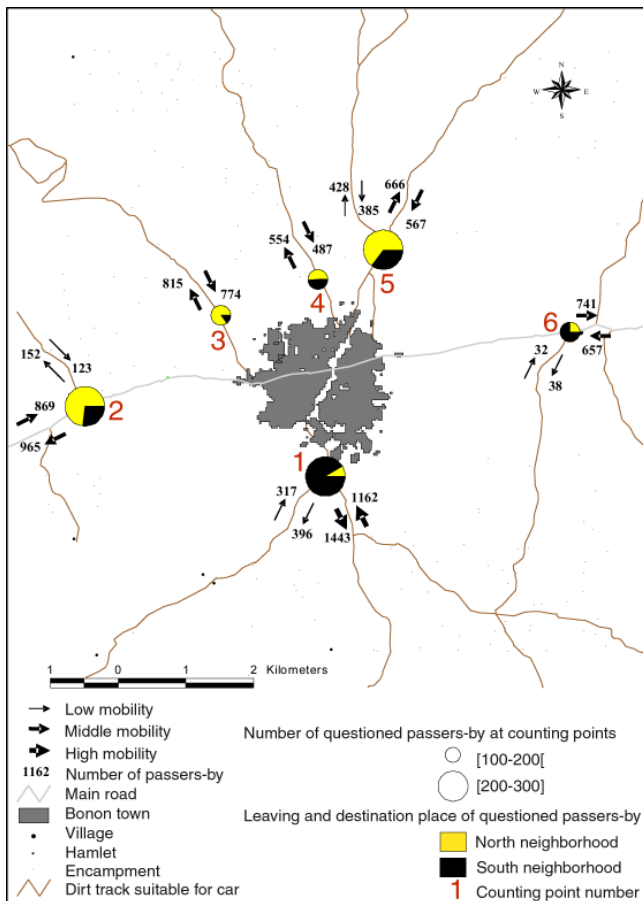 N
W E
S
428
385
666
567
554
487
5
815
774
4
741
6
3
32
657
38
152
123
869
2
965
1
317
1162
396
1443
1 0 1 2 Kilometers
Low mobility
Middle mobility
High mobility
1162 Number of passers-by
Main road
Bonon town
Village
Hamlet
Encampment
Dirt track suitable for car
Number of questioned passers-by at counting points
[100-200[
[200-300]
Leaving and destination place of questioned passers-by
North neighborhood
South neighborhood
1 Counting point number